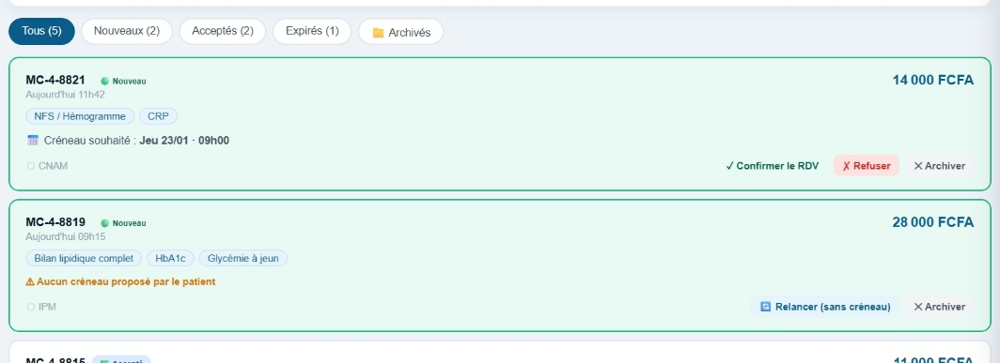 Tous (5) Nouveaux (2) Acceptés (2) Expirés (1) Archivés
MC-4-8821 Nouveau 14 000 FCFA
Aujourd'hui 11h42
NFS / Hémogramme CRP
Créneau souhaité : Jeu 23/01 · 09h00
CNAM ✓ Confirmer le RDV ✗ Refuser ✕ Archiver
MC-4-8819 Nouveau 28 000 FCFA
Aujourd'hui 09h15
Bilan lipidique complet HbA1c Glycémie à jeun
⚠ Aucun créneau proposé par le patient
IPM Relancer (sans créneau) ✕ Archiver
MC-4-8815 Accepté 11 000 FCFA